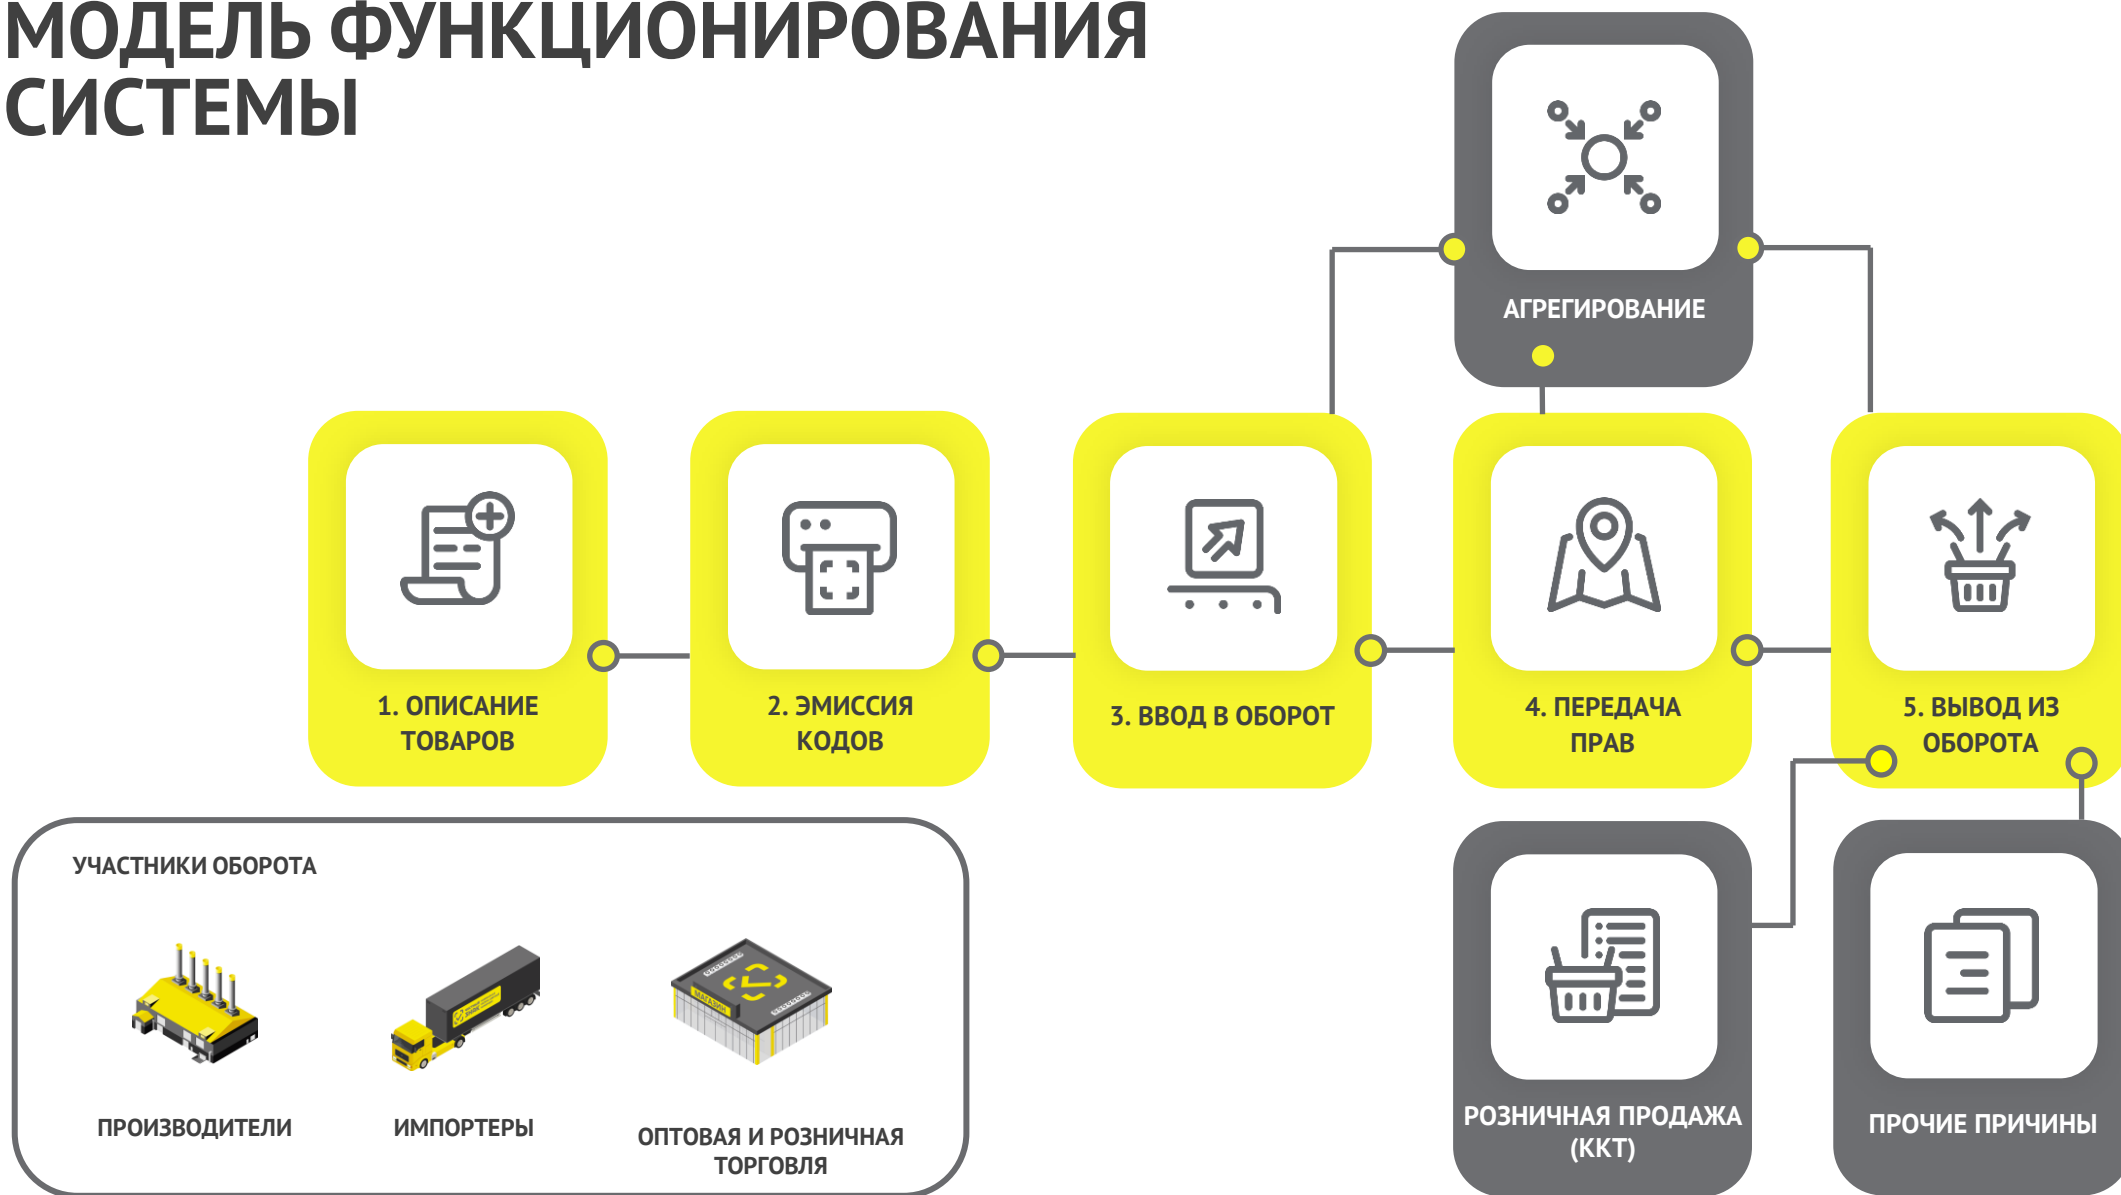 МОДЕЛЬ ФУНКЦИОНИРОВАНИЯ
СИСТЕМЫ
АГРЕГИРОВАНИЕ
1. ОПИСАНИЕ
ТОВАРОВ
2. ЭМИССИЯ
КОДОВ
3. ВВОД В ОБОРОТ
4. ПЕРЕДАЧА
ПРАВ
5. ВЫВОД ИЗ
ОБОРОТА
УЧАСТНИКИ ОБОРОТА
МАГАЗИН
ПРОИЗВОДИТЕЛИ
ИМПОРТЕРЫ
ОПТОВАЯ И РОЗНИЧНАЯ
ТОРГОВЛЯ
РОЗНИЧНАЯ ПРОДАЖА
(ККТ)
ПРОЧИЕ ПРИЧИНЫ